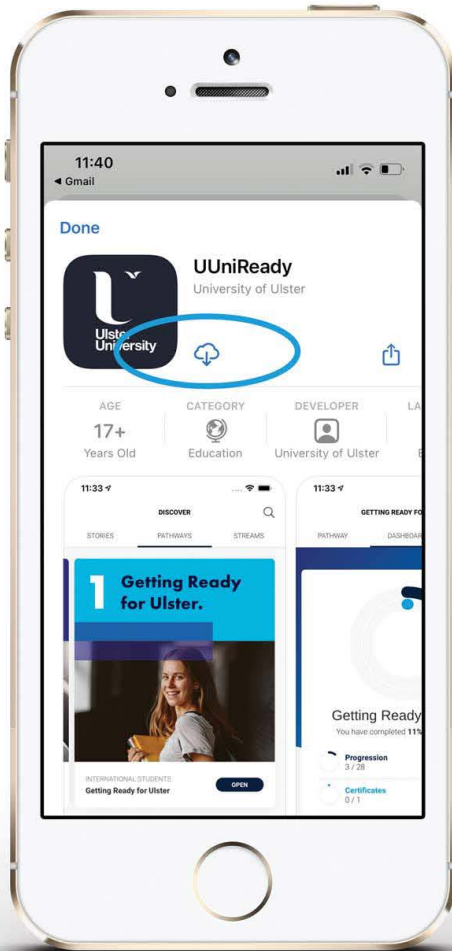 11:40
◀ Gmail
Done
Ulster
University
UUniReady
University of Ulster
AGE
17+
Years Old
CATEGORY
Education
DEVELOPER
University of Ulster
LA
E
11:33
DISCOVER
STORIES
PATHWAYS
STREAMS
1 Getting Ready
for Ulster.
INTERNATIONAL STUDENTS
Getting Ready for Ulster
OPEN
11:33
GETTING READY FO
PATHWAY
DASHBOAR
Getting Ready
You have completed 11%
Progression
3 / 28
Certificates
0 / 1